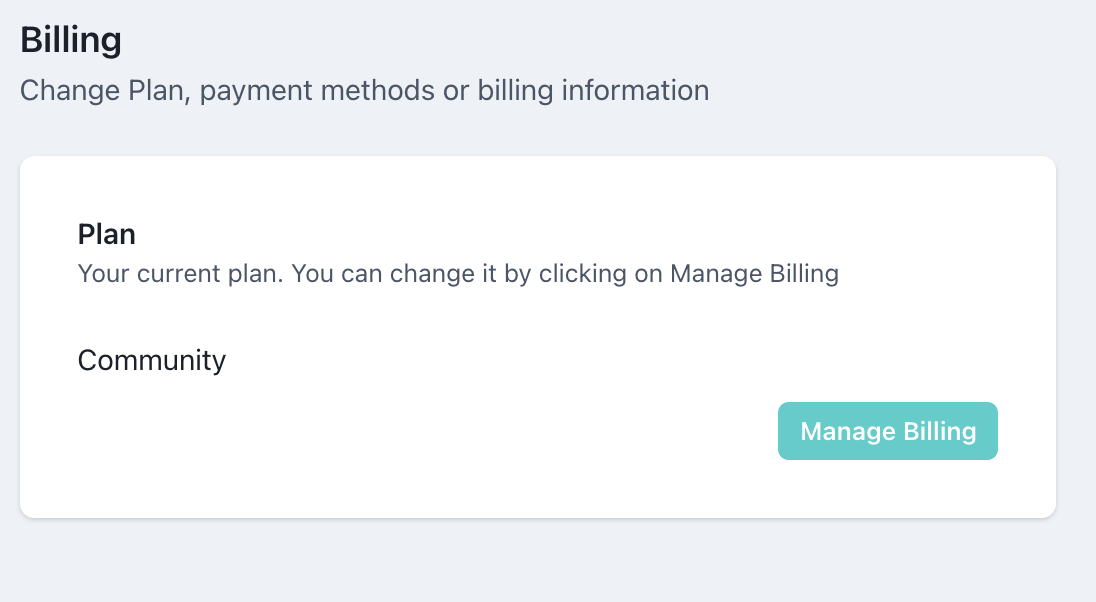 Billing
Change Plan, payment methods or billing information
Plan
Your current plan. You can change it by clicking on Manage Billing
Community
Manage Billing